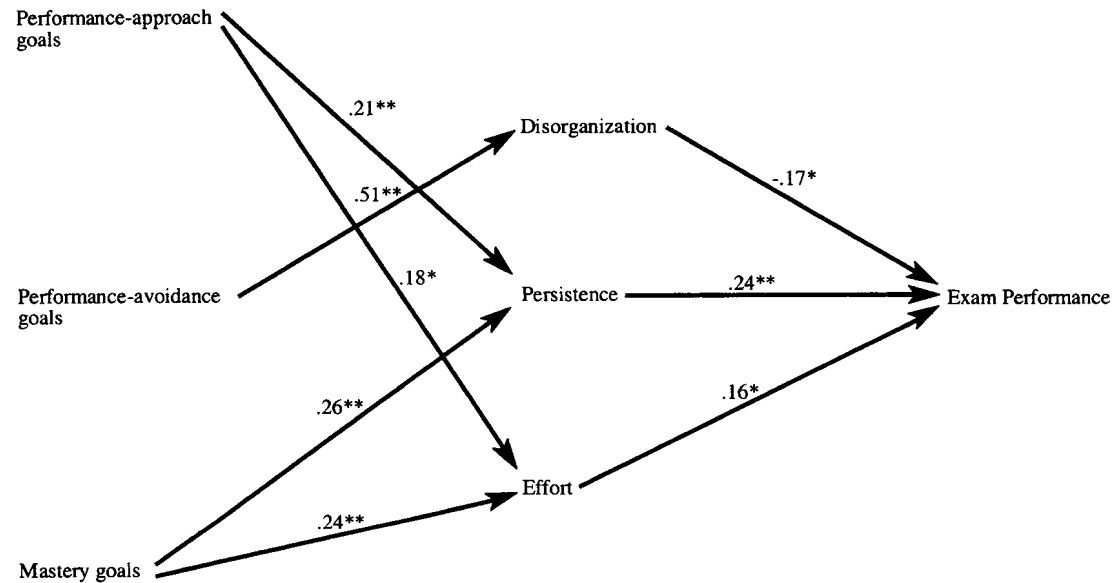 Performance-approach
goals
.21**
Disorganization
-.17*
.51**
.18*
Performance-avoidance
goals
Persistence
.24**
Exam Performance
.26**
.16*
Effort
.24**
Mastery goals